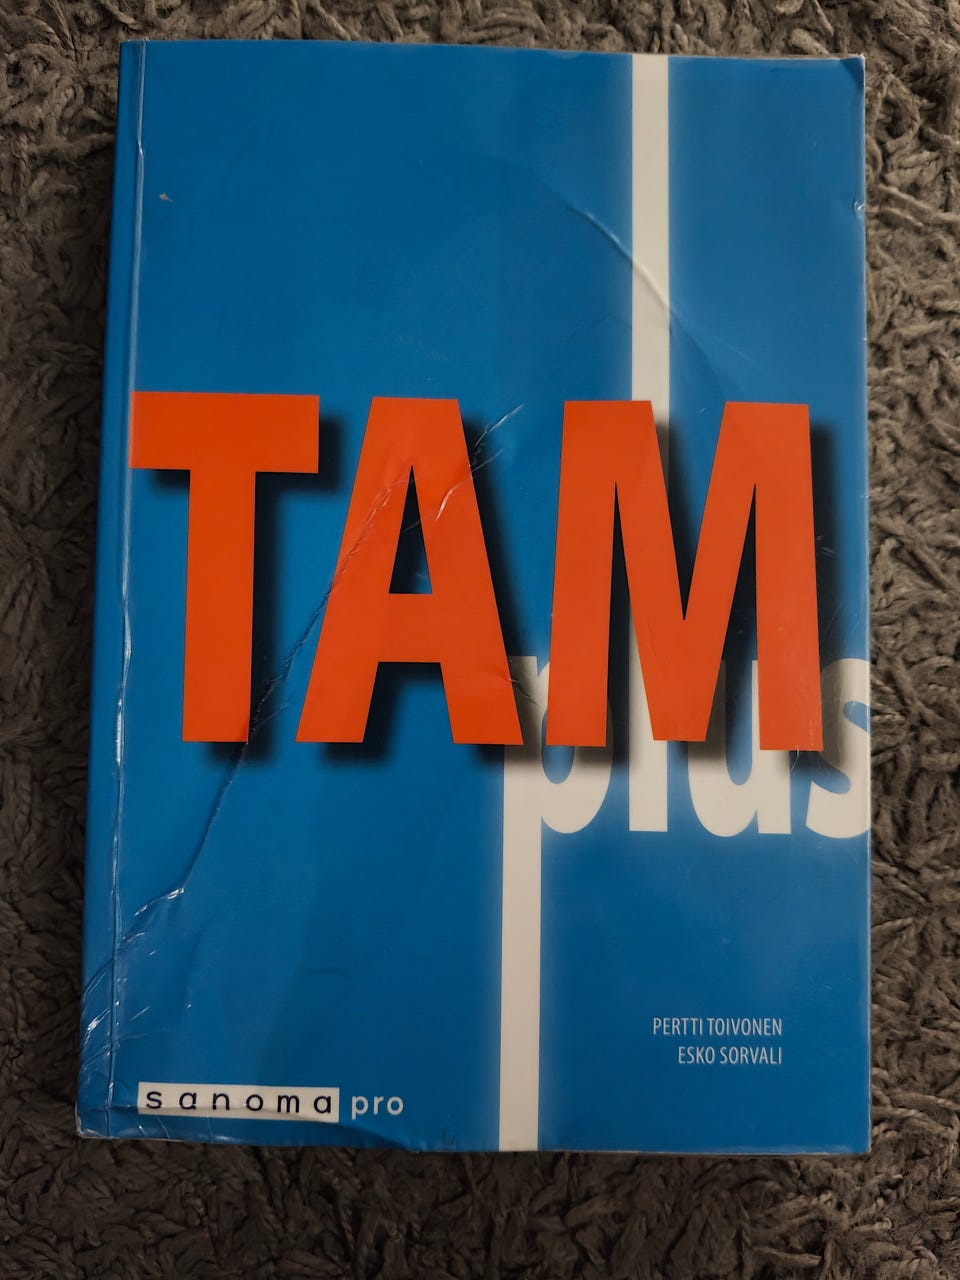 TAM
plus
PERTTI TOIVONEN
ESKO SORVALI
sanoma pro